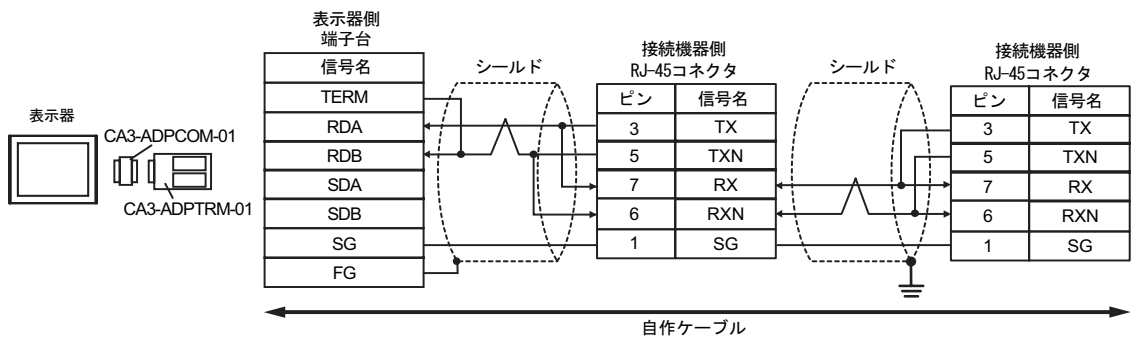 表示器
CA3-ADPCOM-01
CA3-ADPTRM-01
表示器側
端子台
信号名
TERM
RDA
RDB
SDA
SDB
SG
FG
シールド
接続機器側
RJ-45コネクタ
ピン 信号名
3 TX
5 TXN
7 RX
6 RXN
1 SG
シールド
接続機器側
RJ-45コネクタ
ピン 信号名
3 TX
5 TXN
7 RX
6 RXN
1 SG
自作ケーブル